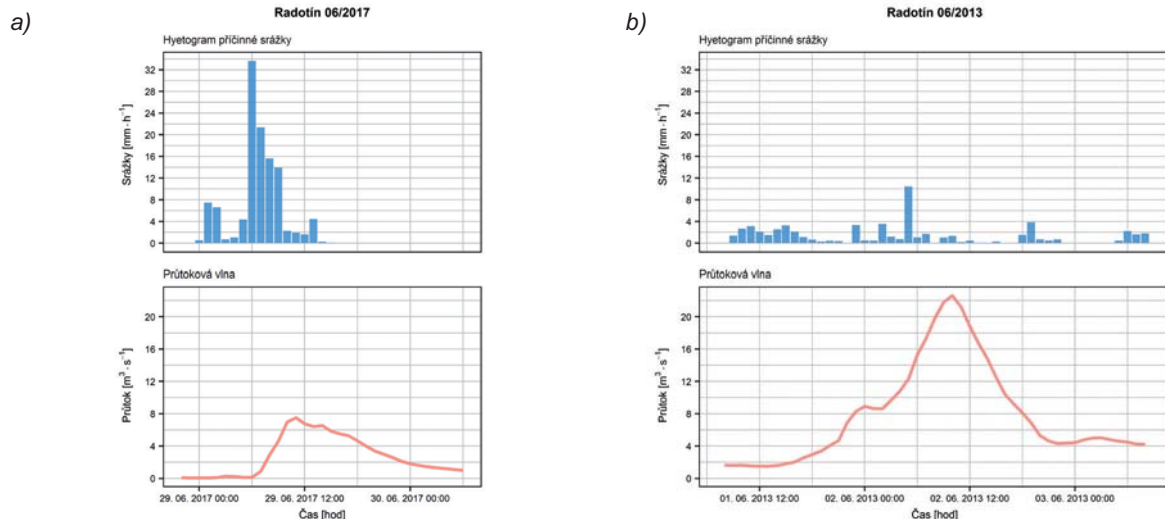 a)
Radotín 06/2017
Hyetogram příčinné srážky
Srážky [mm · h⁻¹]
32
28
24
20
16
12
8
4
0
Průtoková vlna
Průtok [m³ · s⁻¹]
20
16
12
8
4
0
29. 06. 2017 00:00 29. 06. 2017 12:00 30. 06. 2017 00:00
Čas [hod]
b)
Radotín 06/2013
Hyetogram příčinné srážky
Srážky [mm · h⁻¹]
32
28
24
20
16
12
8
4
0
Průtoková vlna
Průtok [m³ · s⁻¹]
20
16
12
8
4
0
01. 06. 2013 12:00 02. 06. 2013 00:00 02. 06. 2013 12:00 03. 06. 2013 00:00
Čas [hod]